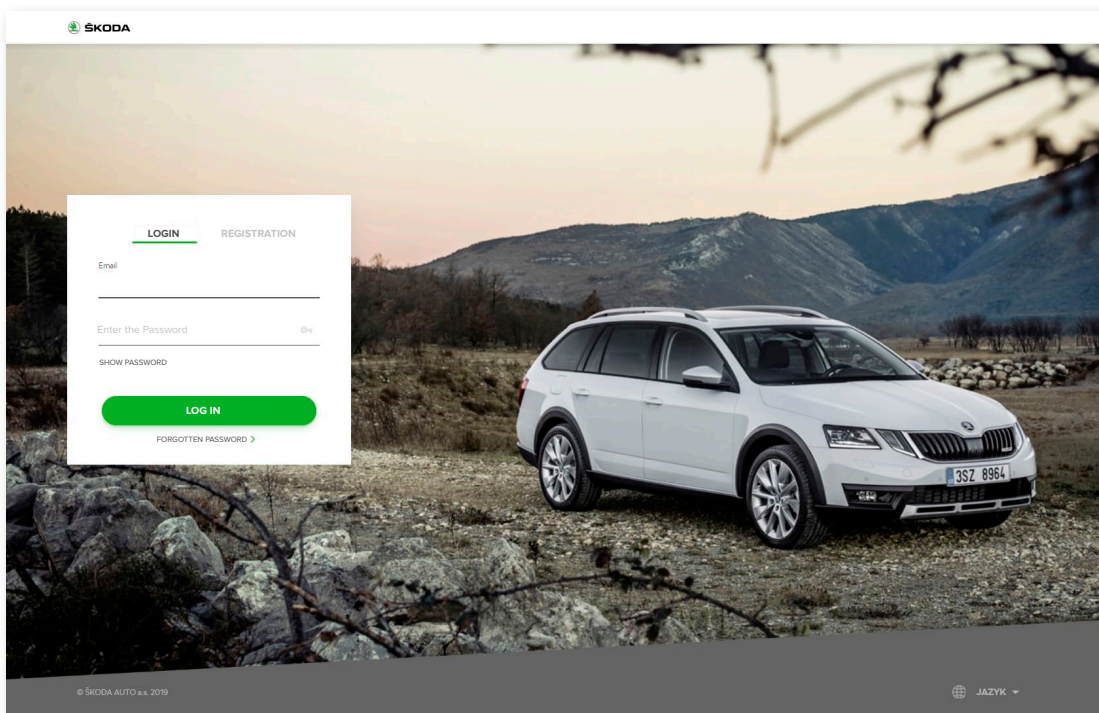 ŠKODA
LOGIN REGISTRATION
Email
Enter the Password
SHOW PASSWORD
LOG IN
FORGOTTEN PASSWORD >
3SZ 8964
© ŠKODA AUTO a.s. 2019
JAZYK